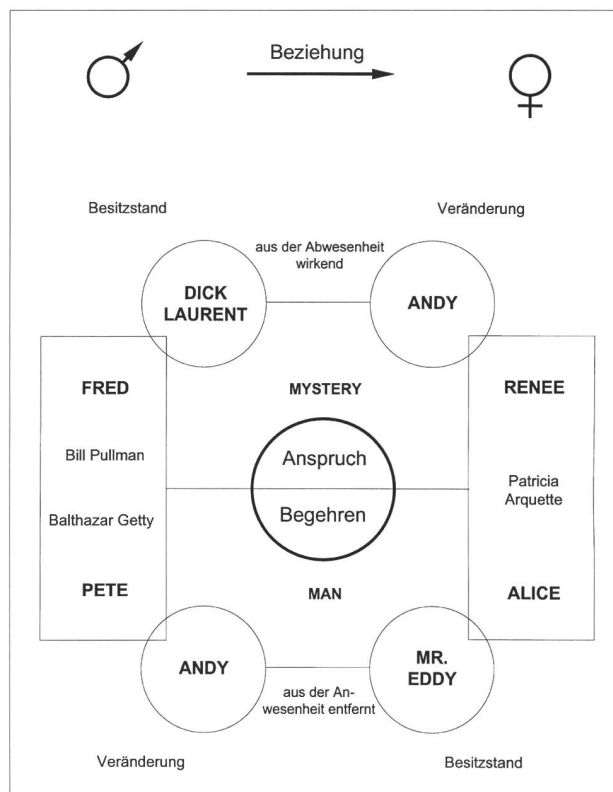 Beziehung
Besitzstand
Veränderung
aus der Abwesenheit
wirkend
DICK
LAURENT
ANDY
FRED
MYSTERY
RENEE
Bill Pullman
Anspruch
Patricia
Arquette
Balthazar Getty
Begehren
PETE
MAN
ALICE
ANDY
MR.
EDDY
aus der An-
wesenheit entfernt
Veränderung
Besitzstand